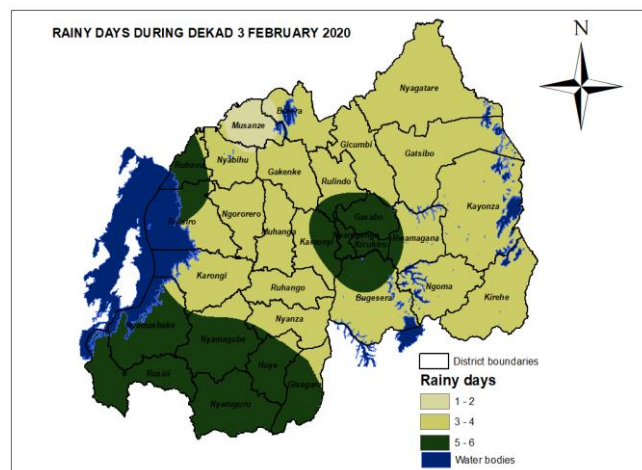 RAINY DAYS DURING DEKAD 3 FEBRUARY 2020
N
Nyagatare
Burera
Musanze
Gicumbi
Gatsibo
Rubavu
Nyabihu
Gakenke
Rulindo
Kayonza
Gasabo
Rutsiro
Ngororero
Muhanga
Kamonyi
Nyarugenge
Kicukiro
Rwamagana
Karongi
Ruhango
Bugesera
Ngoma
Kirehe
Nyanza
Nyamasheke
Nyamagabe
Huye
Gisagara
Rusizi
Nyaruguru
District boundaries
Rainy days
1 - 2
3 - 4
5 - 6
Water bodies